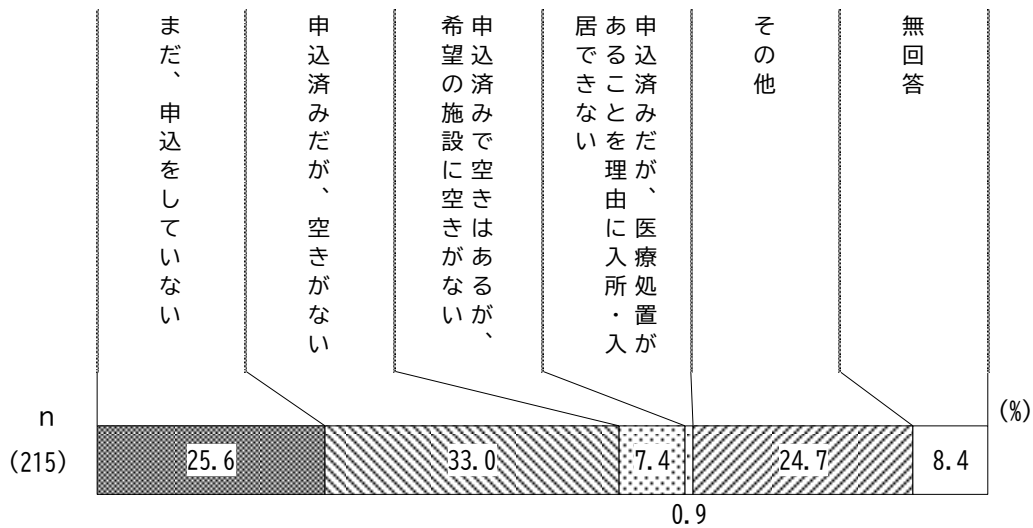 まだ、申込をしていない
申込済みだが、空きがない
申込済みで空きはあるが、
希望の施設に空きがない
申込済みだが、医療処置が
あることを理由に入所・入
居できない
その他
無回答
n
(%)
(215)
25.6
33.0
7.4
24.7
8.4
0.9